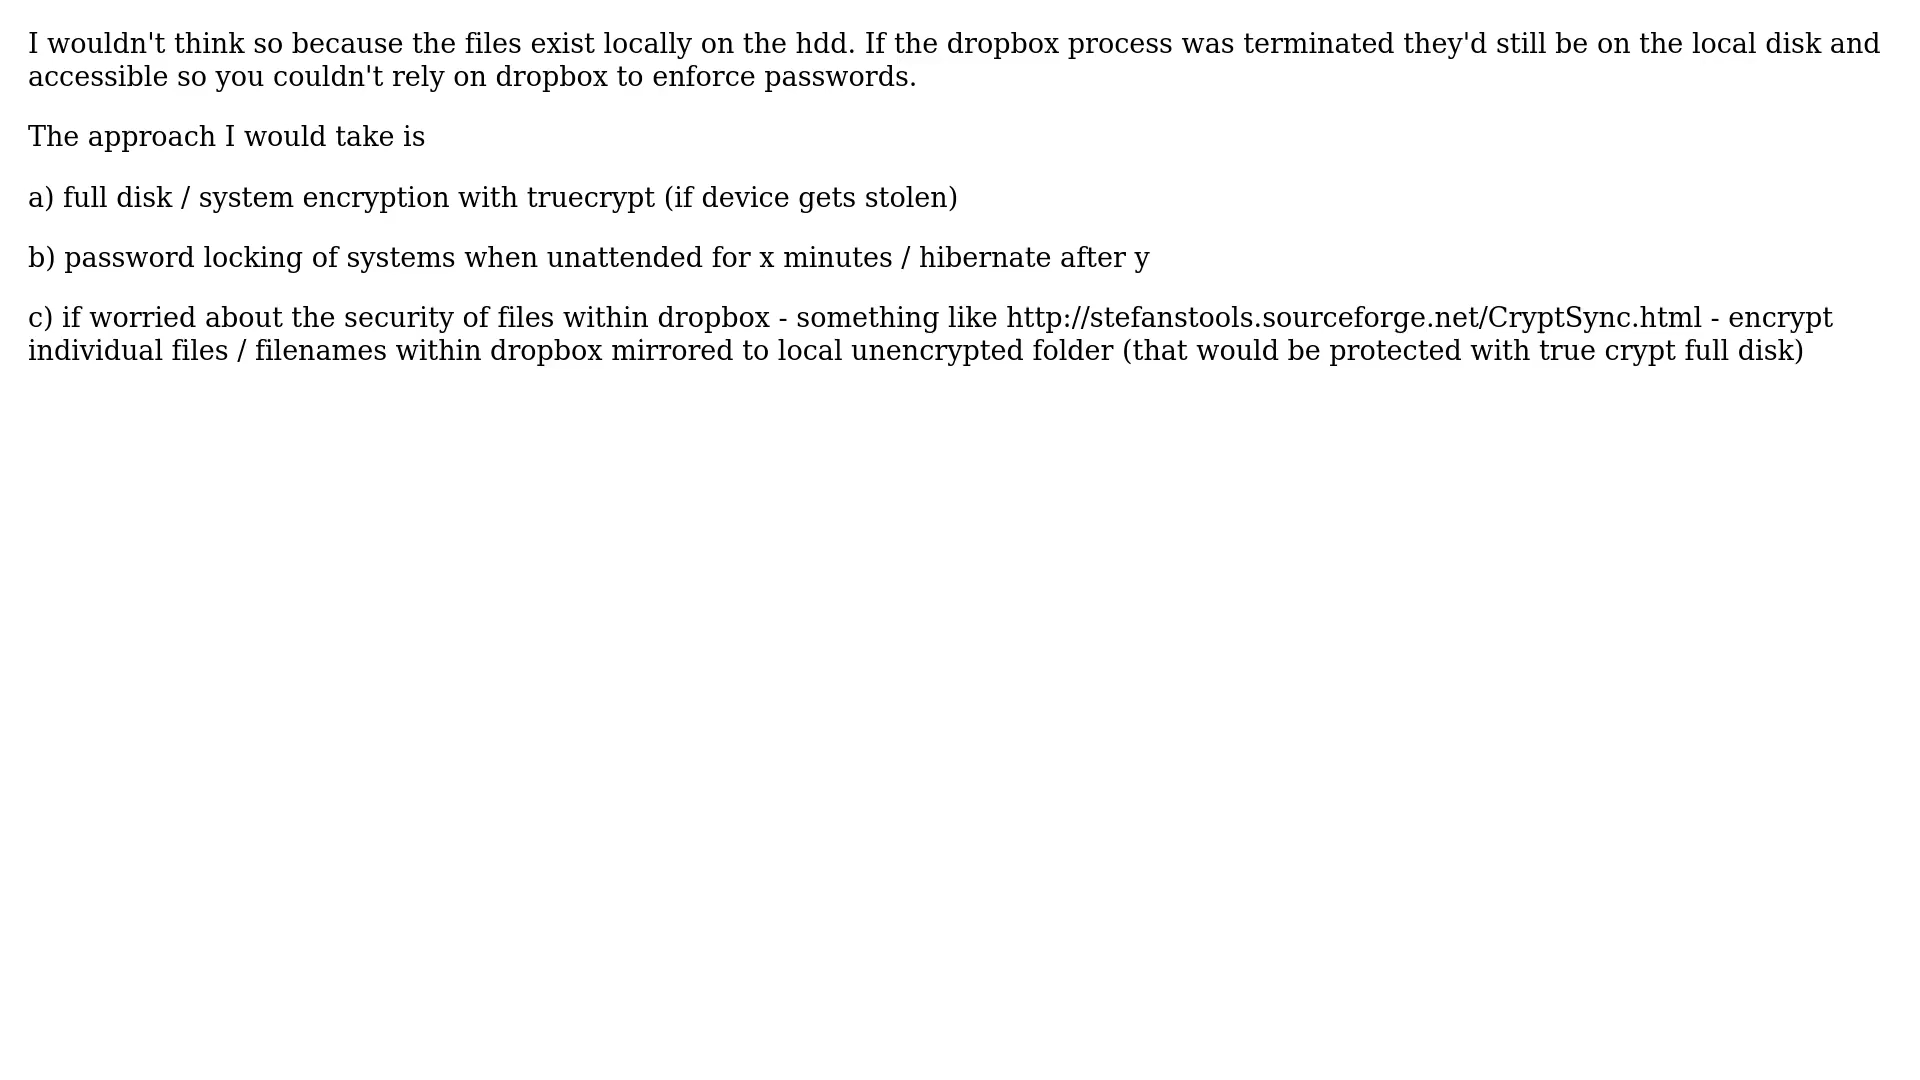 I wouldn't think so because the files exist locally on the hdd. If the dropbox process was terminated they'd still be on the local disk and
accessible so you couldn't rely on dropbox to enforce passwords.
The approach I would take is
a) full disk / system encryption with truecrypt (if device gets stolen)
b) password locking of systems when unattended for x minutes / hibernate after y
c) if worried about the security of files within dropbox - something like http://stefanstools.sourceforge.net/CryptSync.html - encrypt
individual files / filenames within dropbox mirrored to local unencrypted folder (that would be protected with true crypt full disk)